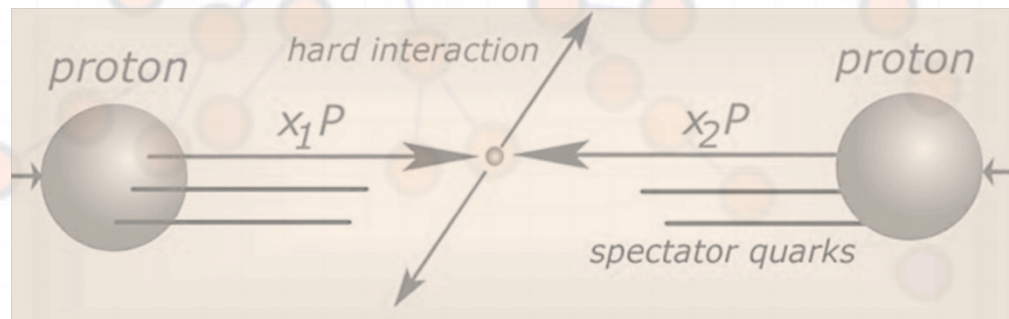 proton
hard interaction
proton
x₁P
x₂P
spectator quarks